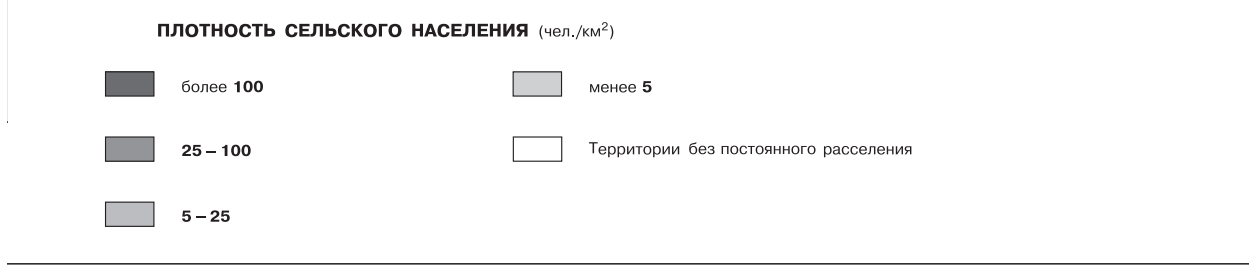 ПЛОТНОСТЬ СЕЛЬСКОГО НАСЕЛЕНИЯ (чел./км²)
более 100
25 – 100
5 – 25
менее 5
Территории без постоянного расселения